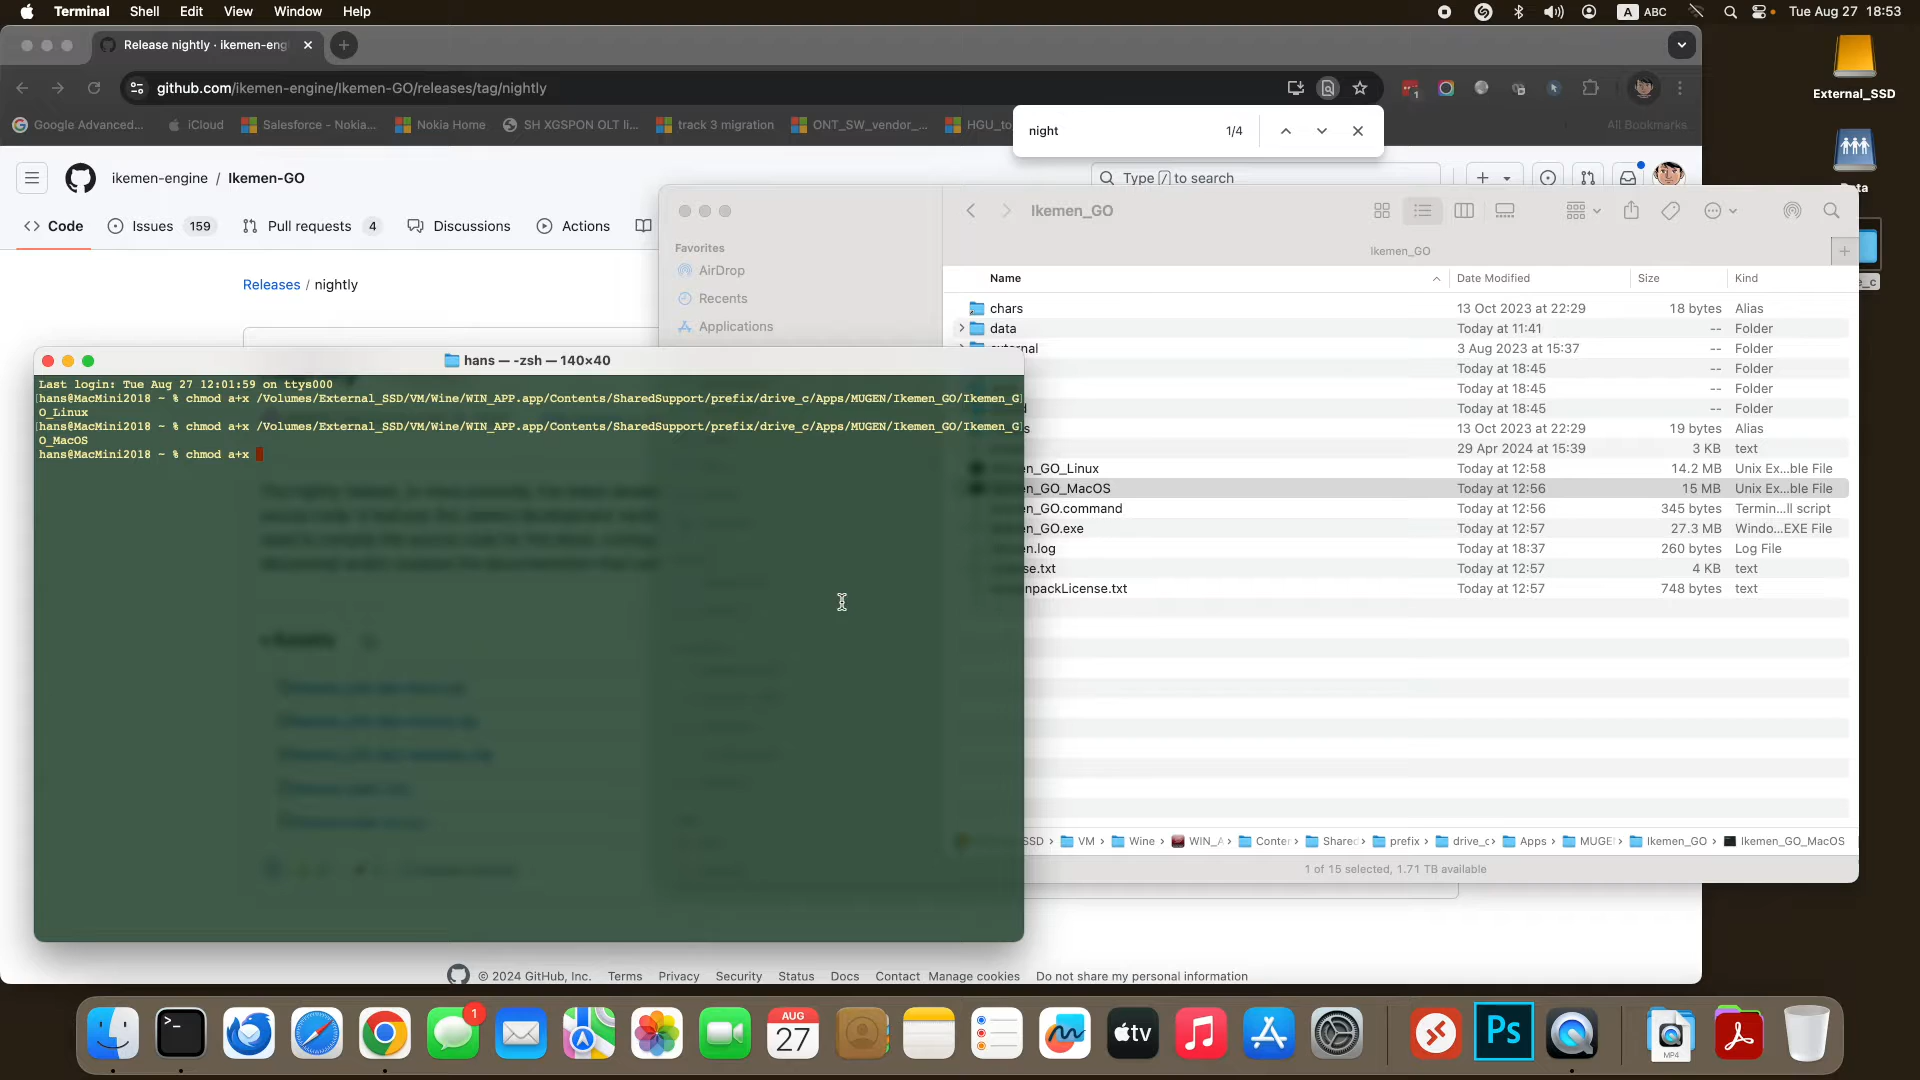 Terminal Shell Edit View Window Help
A ABC Tue Aug 27 18:53
Release nightly · ikemen-eng
github.com/ikemen-engine/Ikemen-GO/releases/tag/nightly
Google Advanced... iCloud Salesforce - Nokia... Nokia Home SH XGSPON OLT li... track 3 migration ONT_SW_vendor_... All Bookmarks
night 1/4
External_SSD
ikemen-engine / Ikemen-GO
Type / to search
Code Issues 159 Pull requests 4 Discussions Actions
Ikemen_GO
Favorites
AirDrop
Recents
Applications
Ikemen_GO
Releases / nightly
Name Date Modified Size Kind
chars 13 Oct 2023 at 22:29 18 bytes Alias
data Today at 11:41 -- Folder
3 Aug 2023 at 15:37 -- Folder
Today at 18:45 -- Folder
Today at 18:45 -- Folder
Today at 18:45 -- Folder
13 Oct 2023 at 22:29 19 bytes Alias
29 Apr 2024 at 15:39 3 KB text
n_GO_Linux Today at 12:58 14.2 MB Unix Ex...ble File
n_GO_MacOS Today at 12:56 15 MB Unix Ex...ble File
n_GO.command Today at 12:56 345 bytes Termin...ll script
n_GO.exe Today at 12:57 27.3 MB Windo...EXE File
n.log Today at 18:37 260 bytes Log File
se.txt Today at 12:57 4 KB text
npackLicense.txt Today at 12:57 748 bytes text
SSD › VM › Wine › WIN_A › Conter › Shared › prefix › drive_c › Apps › MUGE › Ikemen_GO › Ikemen_GO_MacOS
1 of 15 selected, 1.71 TB available
hans — -zsh — 140×40
Last login: Tue Aug 27 12:01:59 on ttys000
hans@MacMini2018 ~ % chmod a+x /Volumes/External_SSD/VM/Wine/WIN_APP.app/Contents/SharedSupport/prefix/drive_c/Apps/MUGEN/Ikemen_GO/Ikemen_G
O_Linux
hans@MacMini2018 ~ % chmod a+x /Volumes/External_SSD/VM/Wine/WIN_APP.app/Contents/SharedSupport/prefix/drive_c/Apps/MUGEN/Ikemen_GO/Ikemen_G
O_MacOS
hans@MacMini2018 ~ % chmod a+x
© 2024 GitHub, Inc. Terms Privacy Security Status Docs Contact Manage cookies Do not share my personal information
1
AUG
27
tv
Ps
MP4